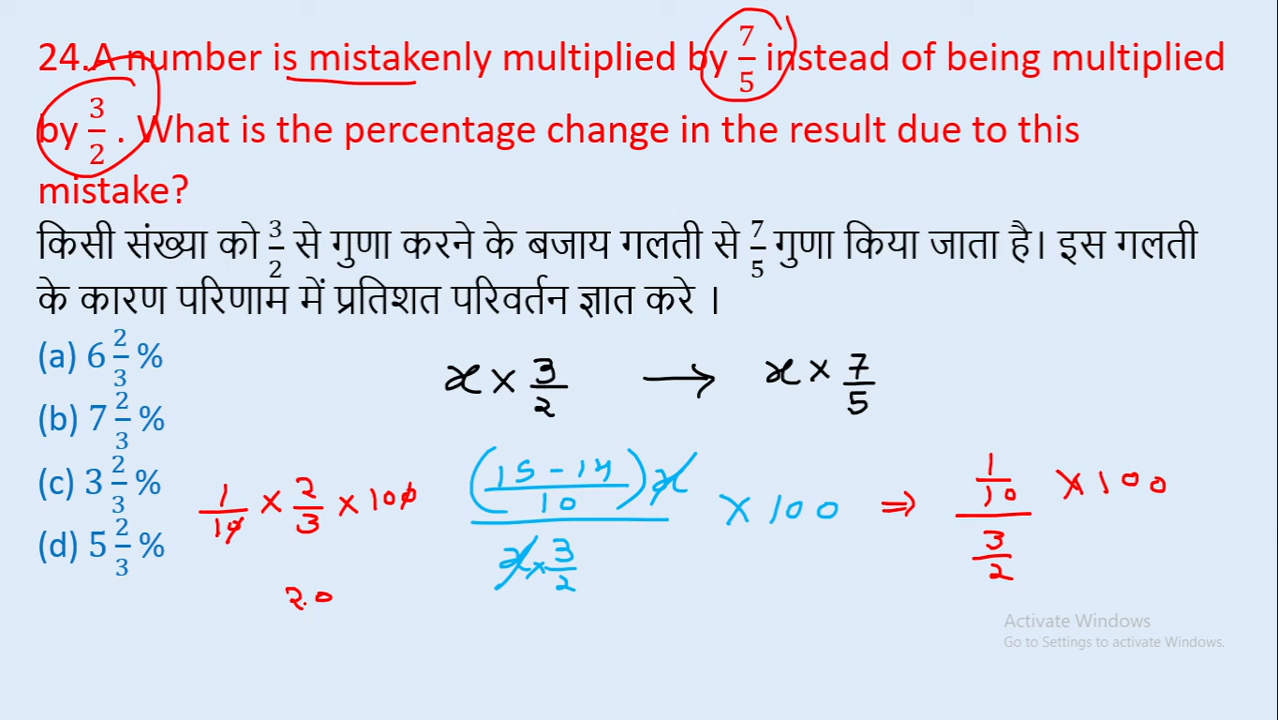 24.A number is mistakenly multiplied by 7/5 instead of being multiplied
by 3/2 . What is the percentage change in the result due to this
mistake?
किसी संख्या को 3/2 से गुणा करने के बजाय गलती से 7/5 गुणा किया जाता है। इस गलती
के कारण परिणाम में प्रतिशत परिवर्तन ज्ञात करे ।
(a) 6 2/3 %
(b) 7 2/3 %
(c) 3 2/3 %
(d) 5 2/3 %
x × 3/2 → x × 7/5
((15-14)/10)x / (x × 3/2) × 100 ⇒ (1/10)/(3/2) × 100
1/10 × 2/3 × 100
20
Activate Windows
Go to Settings to activate Windows.